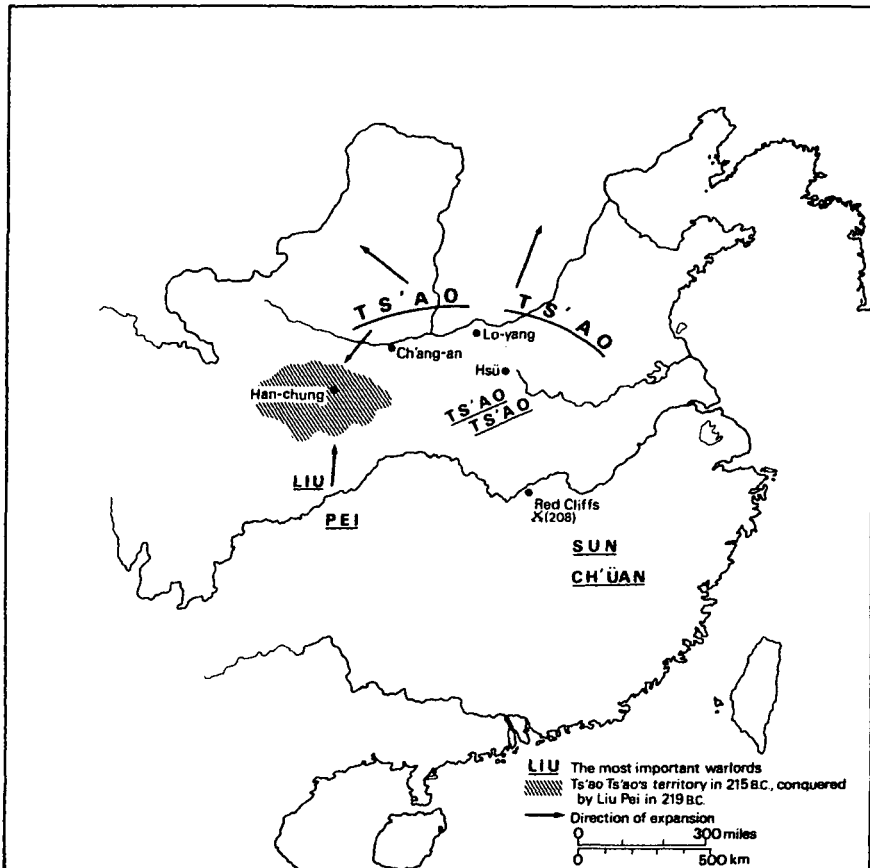 TS'AO
TS'AO
Lo-yang
Ch'ang-an
Hsü
Han-chung
TS'AO
TS'AO
LIU
PEI
Red Cliffs
(208)
SUN
CH'ÜAN
LIU The most important warlords
Ts'ao Ts'ao's territory in 215 B.C., conquered
by Liu Pei in 219 B.C.
Direction of expansion
0 300 miles
0 500 km